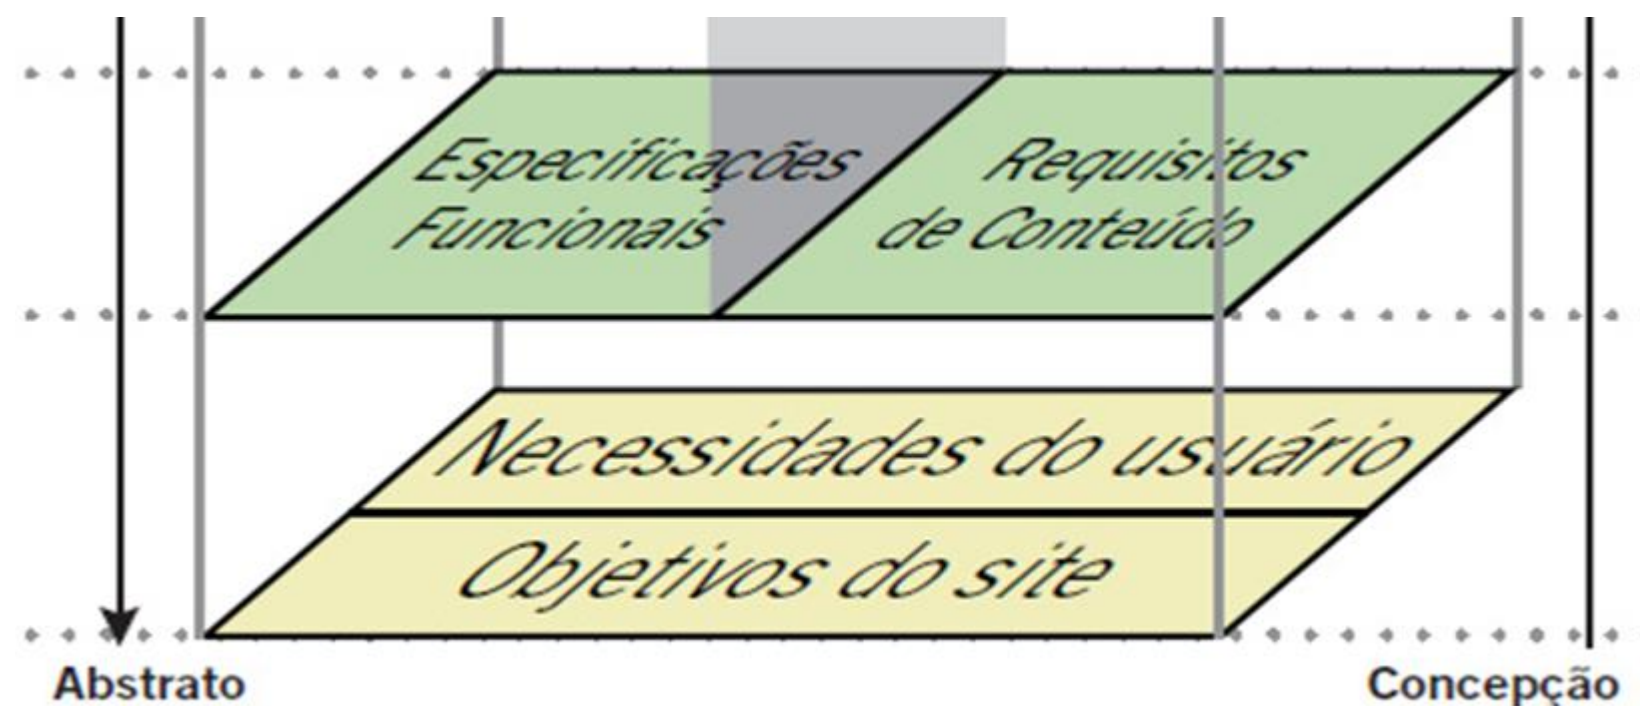 Especificações
Funcionais
Requisitos
de Conteúdo
Necessidades do usuário
Objetivos do site
Abstrato
Concepção